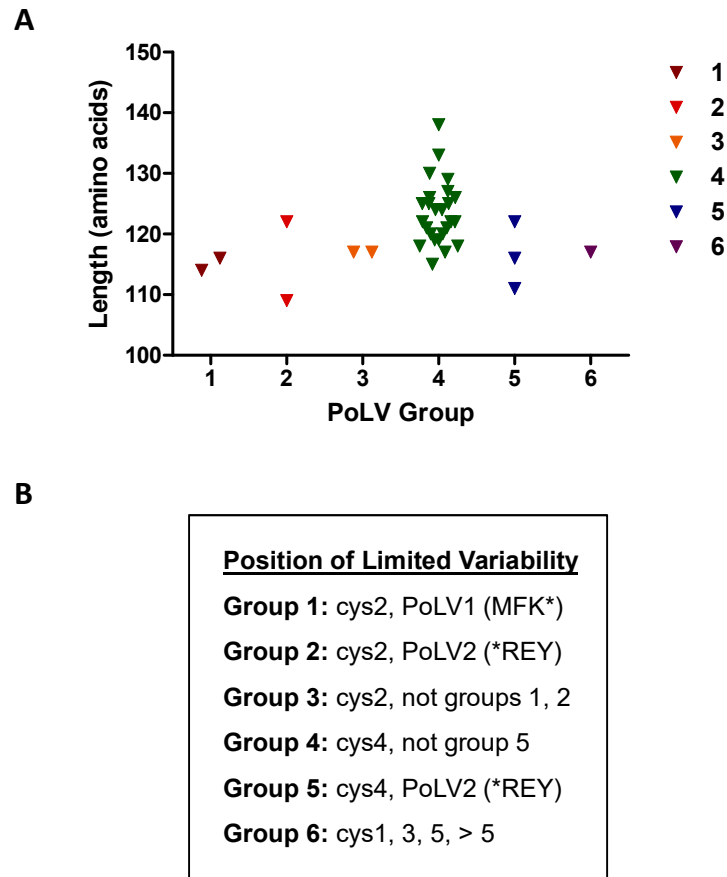 A
150
140
130
120
110
100
Length (amino acids)
1 2 3 4 5 6
PoLV Group
1
2
3
4
5
6
B
Position of Limited Variability
Group 1: cys2, PoLV1 (MFK*)
Group 2: cys2, PoLV2 (*REY)
Group 3: cys2, not groups 1, 2
Group 4: cys4, not group 5
Group 5: cys4, PoLV2 (*REY)
Group 6: cys1, 3, 5, > 5